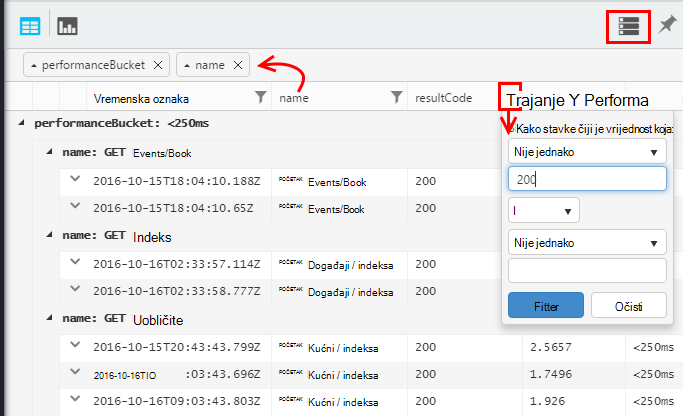 performanceBucket × name ×
Vremenska oznaka name resultCode Trajanje Y Performa
performanceBucket: <250ms
Kako stavke čiji je vrijednost koja:
name: GET Events/Book
Nije jednako
2016-10-15T18:04:10.188Z POČETAK Events/Book 200
200
2016-10-15T18:04:10.65Z POČETAK Events/Book 200
I
name: GET Indeks
Nije jednako
2016-10-16T02:33:57.114Z POČETAK Događaji / indeksa 200
2016-10-16T02:33:58.777Z POČETAK Događaji / indeksa 200
Fitter Očisti
name: GET Uobličite
2016-10-15T20:43:43.799Z POČETAK Kućni / indeksa 200 2.5657 <250ms
2016-10-16TIO :03:43.696Z POČETAK Kućni / indeksa 200 1.7496 <250ms
2016-10-16T09:03:43.803Z POČETAK Kućni / indeksa 200 1.926 <250ms